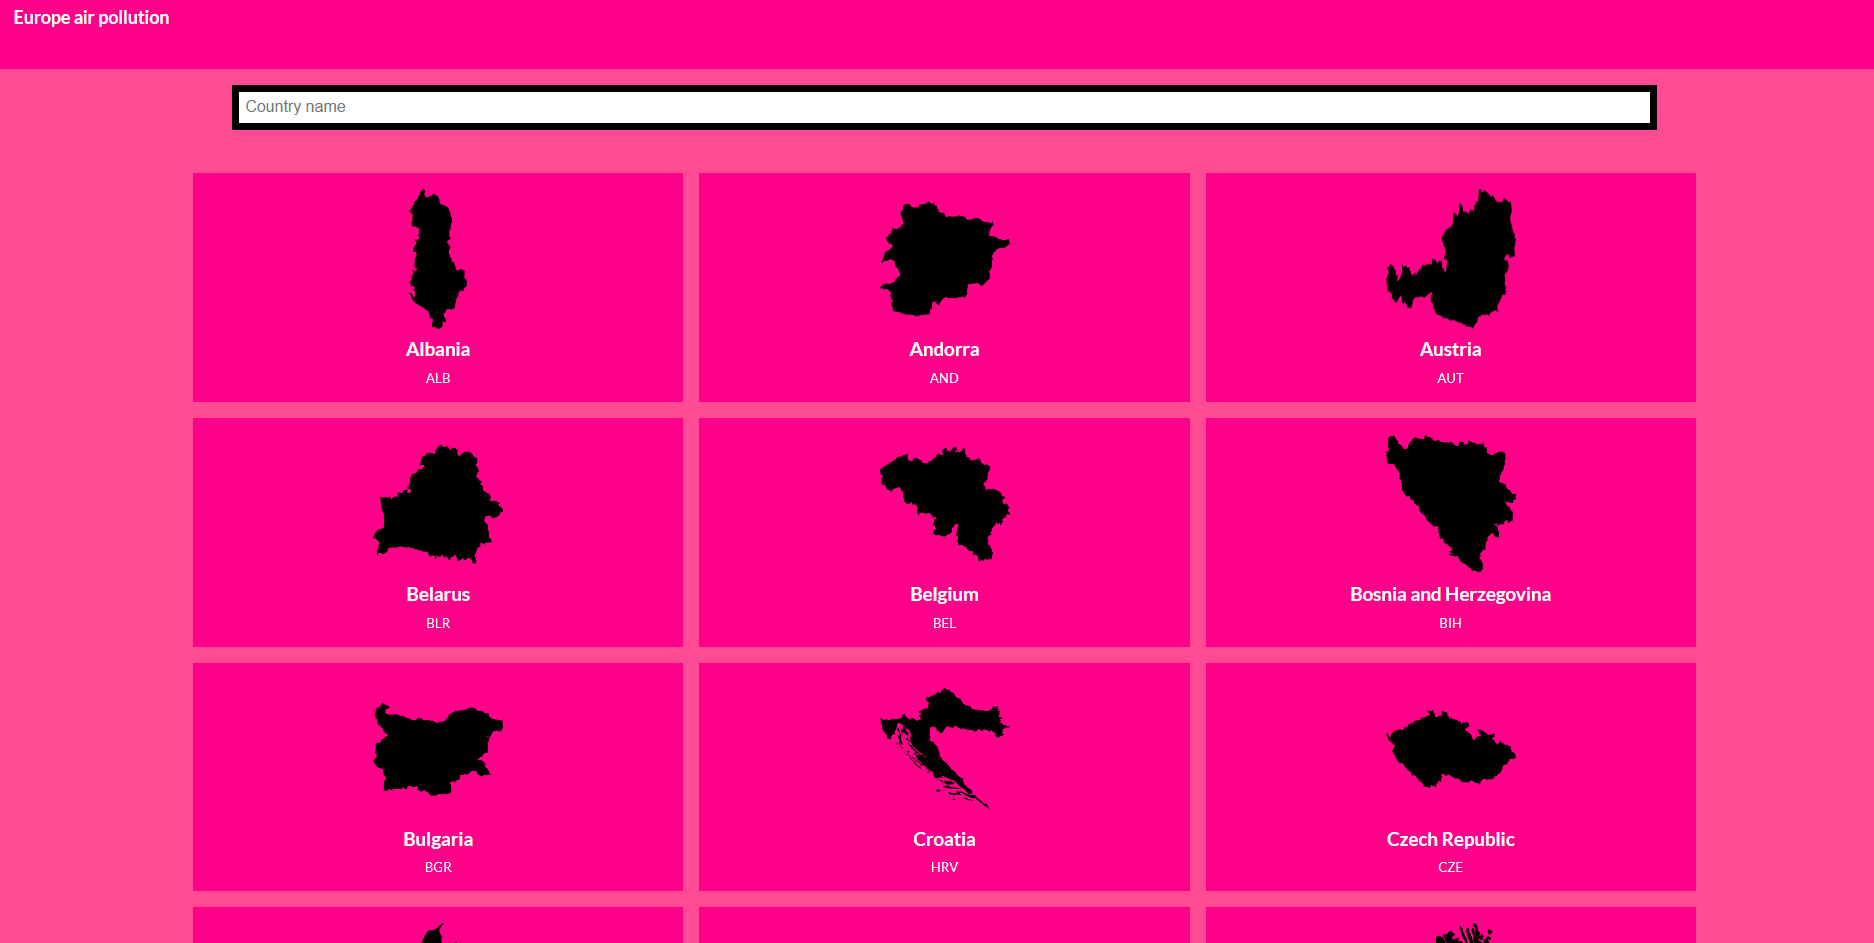 Europe air pollution
Country name
Albania
ALB
Andorra
AND
Austria
AUT
Belarus
BLR
Belgium
BEL
Bosnia and Herzegovina
BIH
Bulgaria
BGR
Croatia
HRV
Czech Republic
CZE